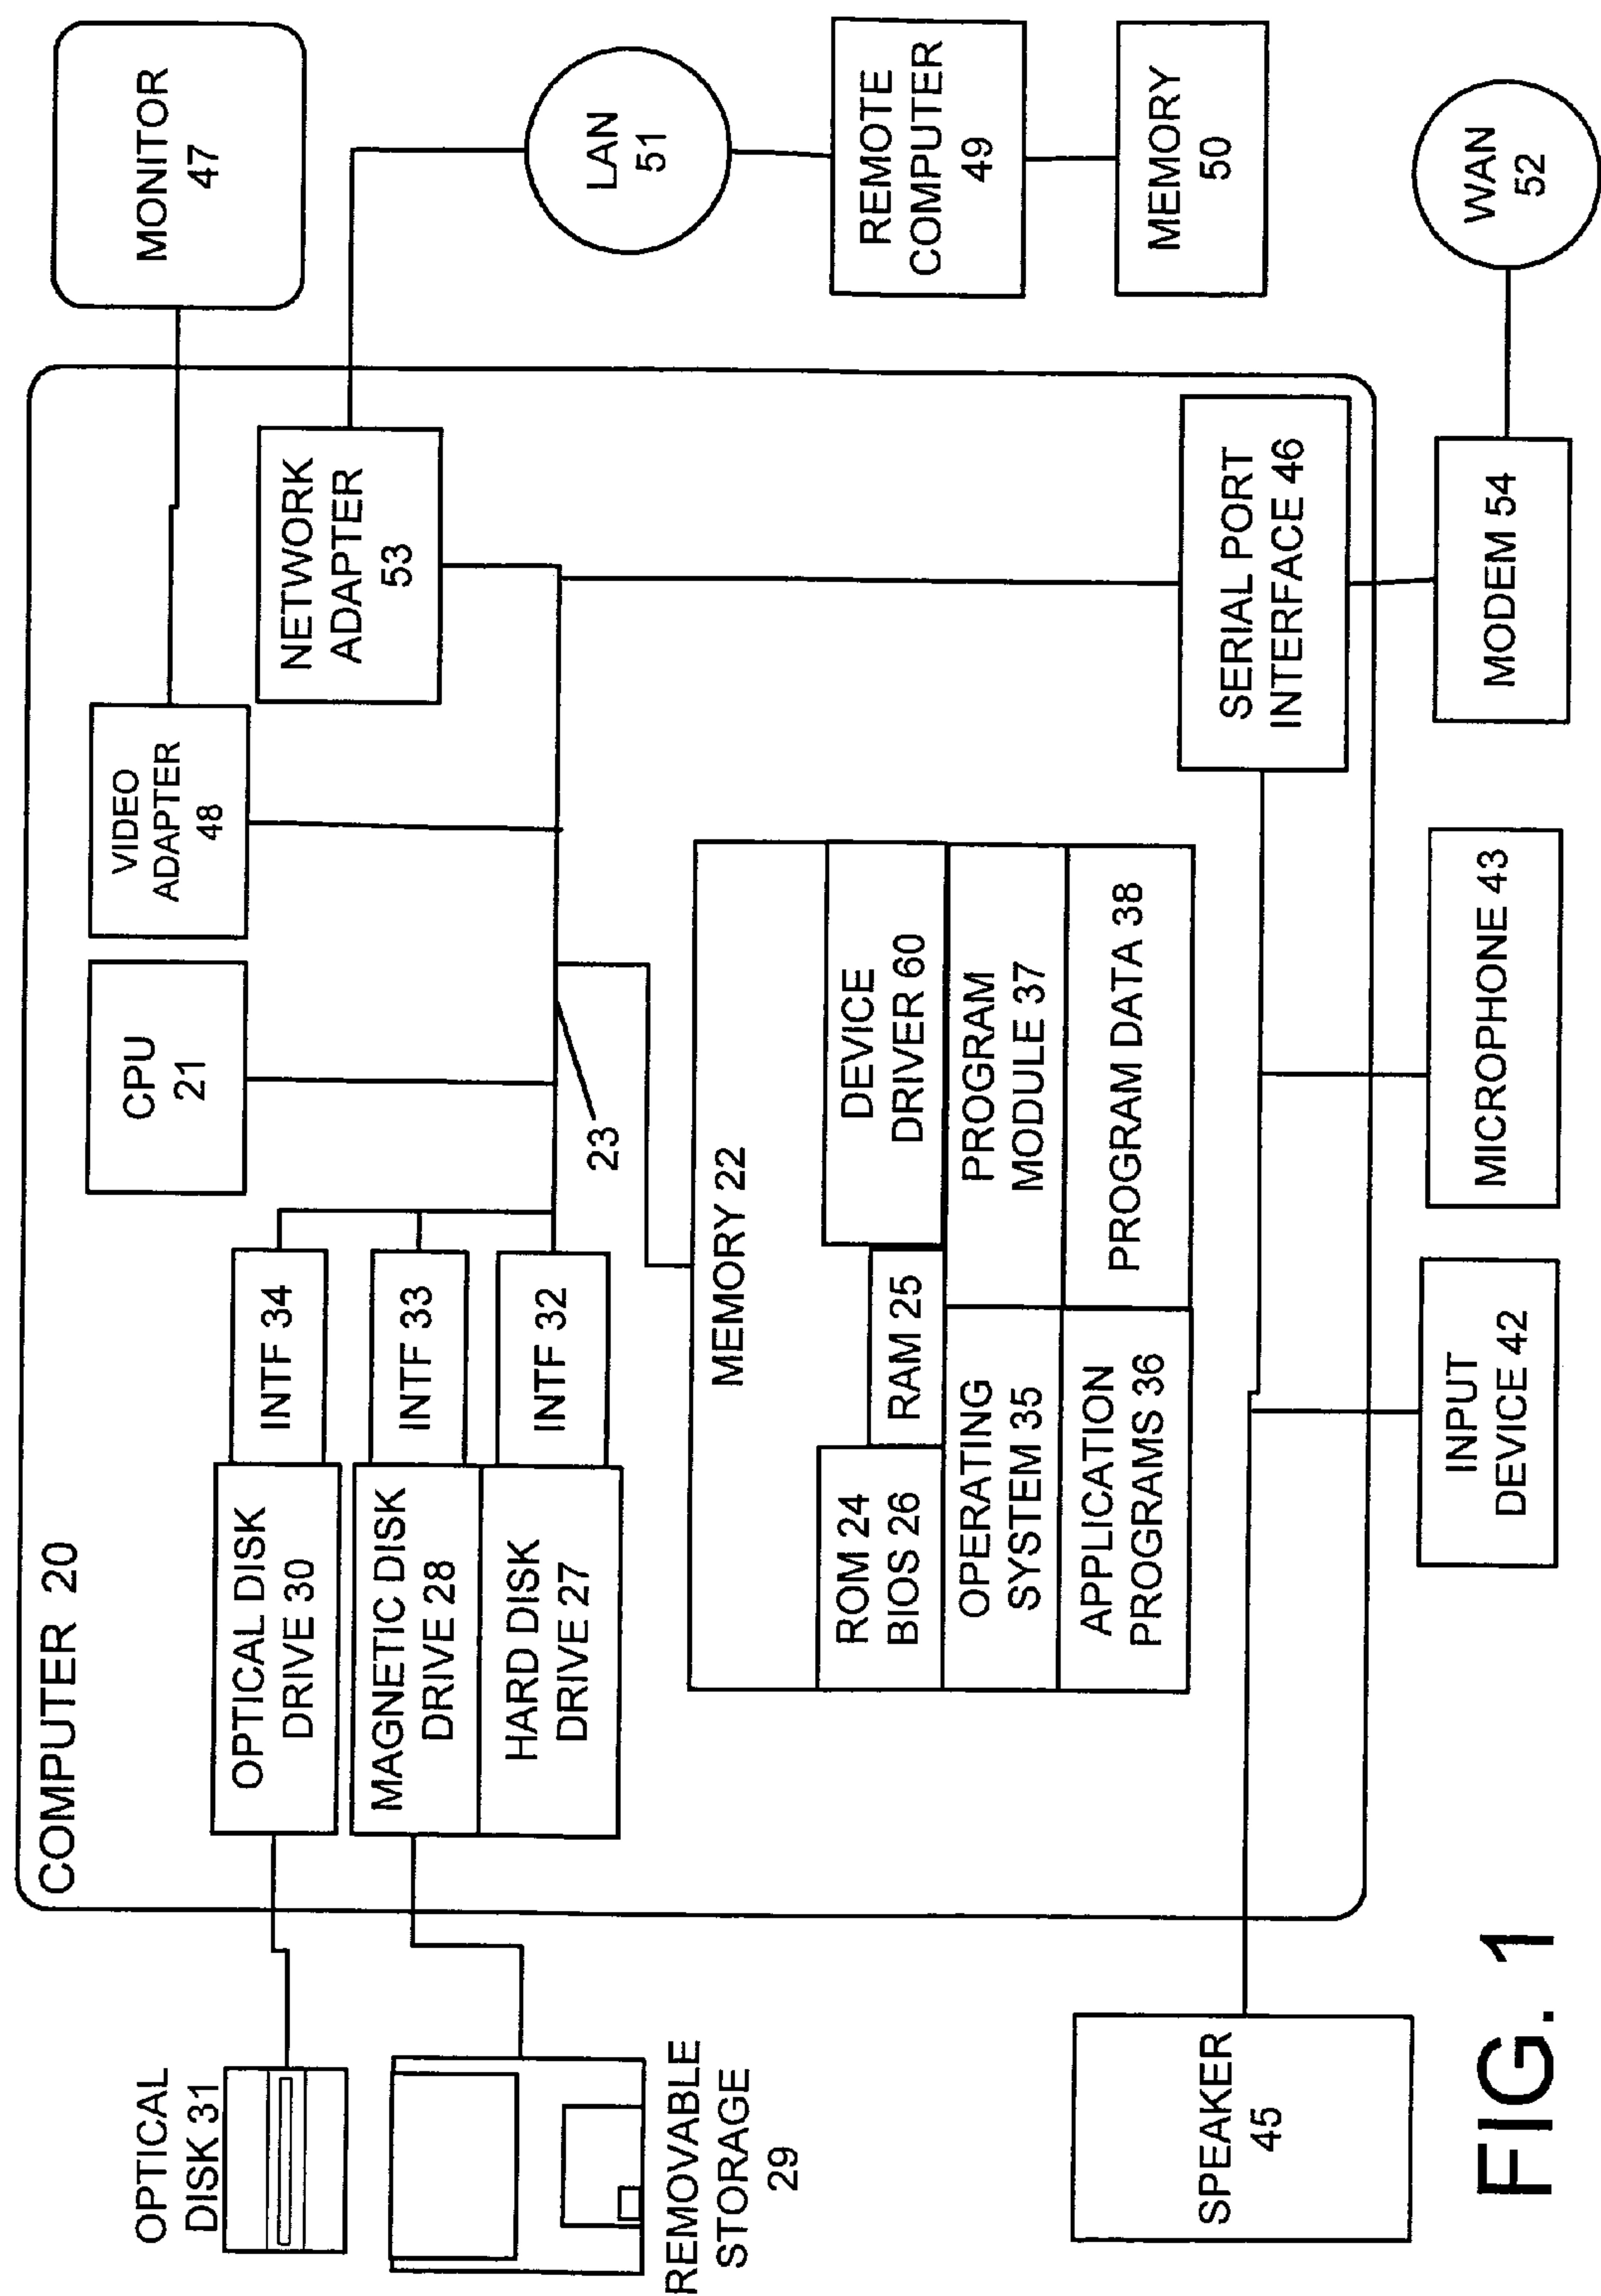 COMPUTER 20
OPTICAL
DISK 31
OPTICAL DISK
DRIVE 30
INTF 34
CPU
21
VIDEO
ADAPTER
48
MONITOR
47
MAGNETIC DISK
DRIVE 28
INTF 33
NETWORK
ADAPTER
53
HARD DISK
DRIVE 27
INTF 32
23
REMOVABLE
STORAGE
29
LAN
51
MEMORY 22
ROM 24
BIOS 26
RAM 25
DEVICE
DRIVER 60
OPERATING
SYSTEM 35
PROGRAM
MODULE 37
APPLICATION
PROGRAMS 36
PROGRAM DATA 38
REMOTE
COMPUTER
49
MEMORY
50
SERIAL PORT
INTERFACE 46
SPEAKER
45
INPUT
DEVICE 42
MICROPHONE 43
MODEM 54
WAN
52
FIG. 1